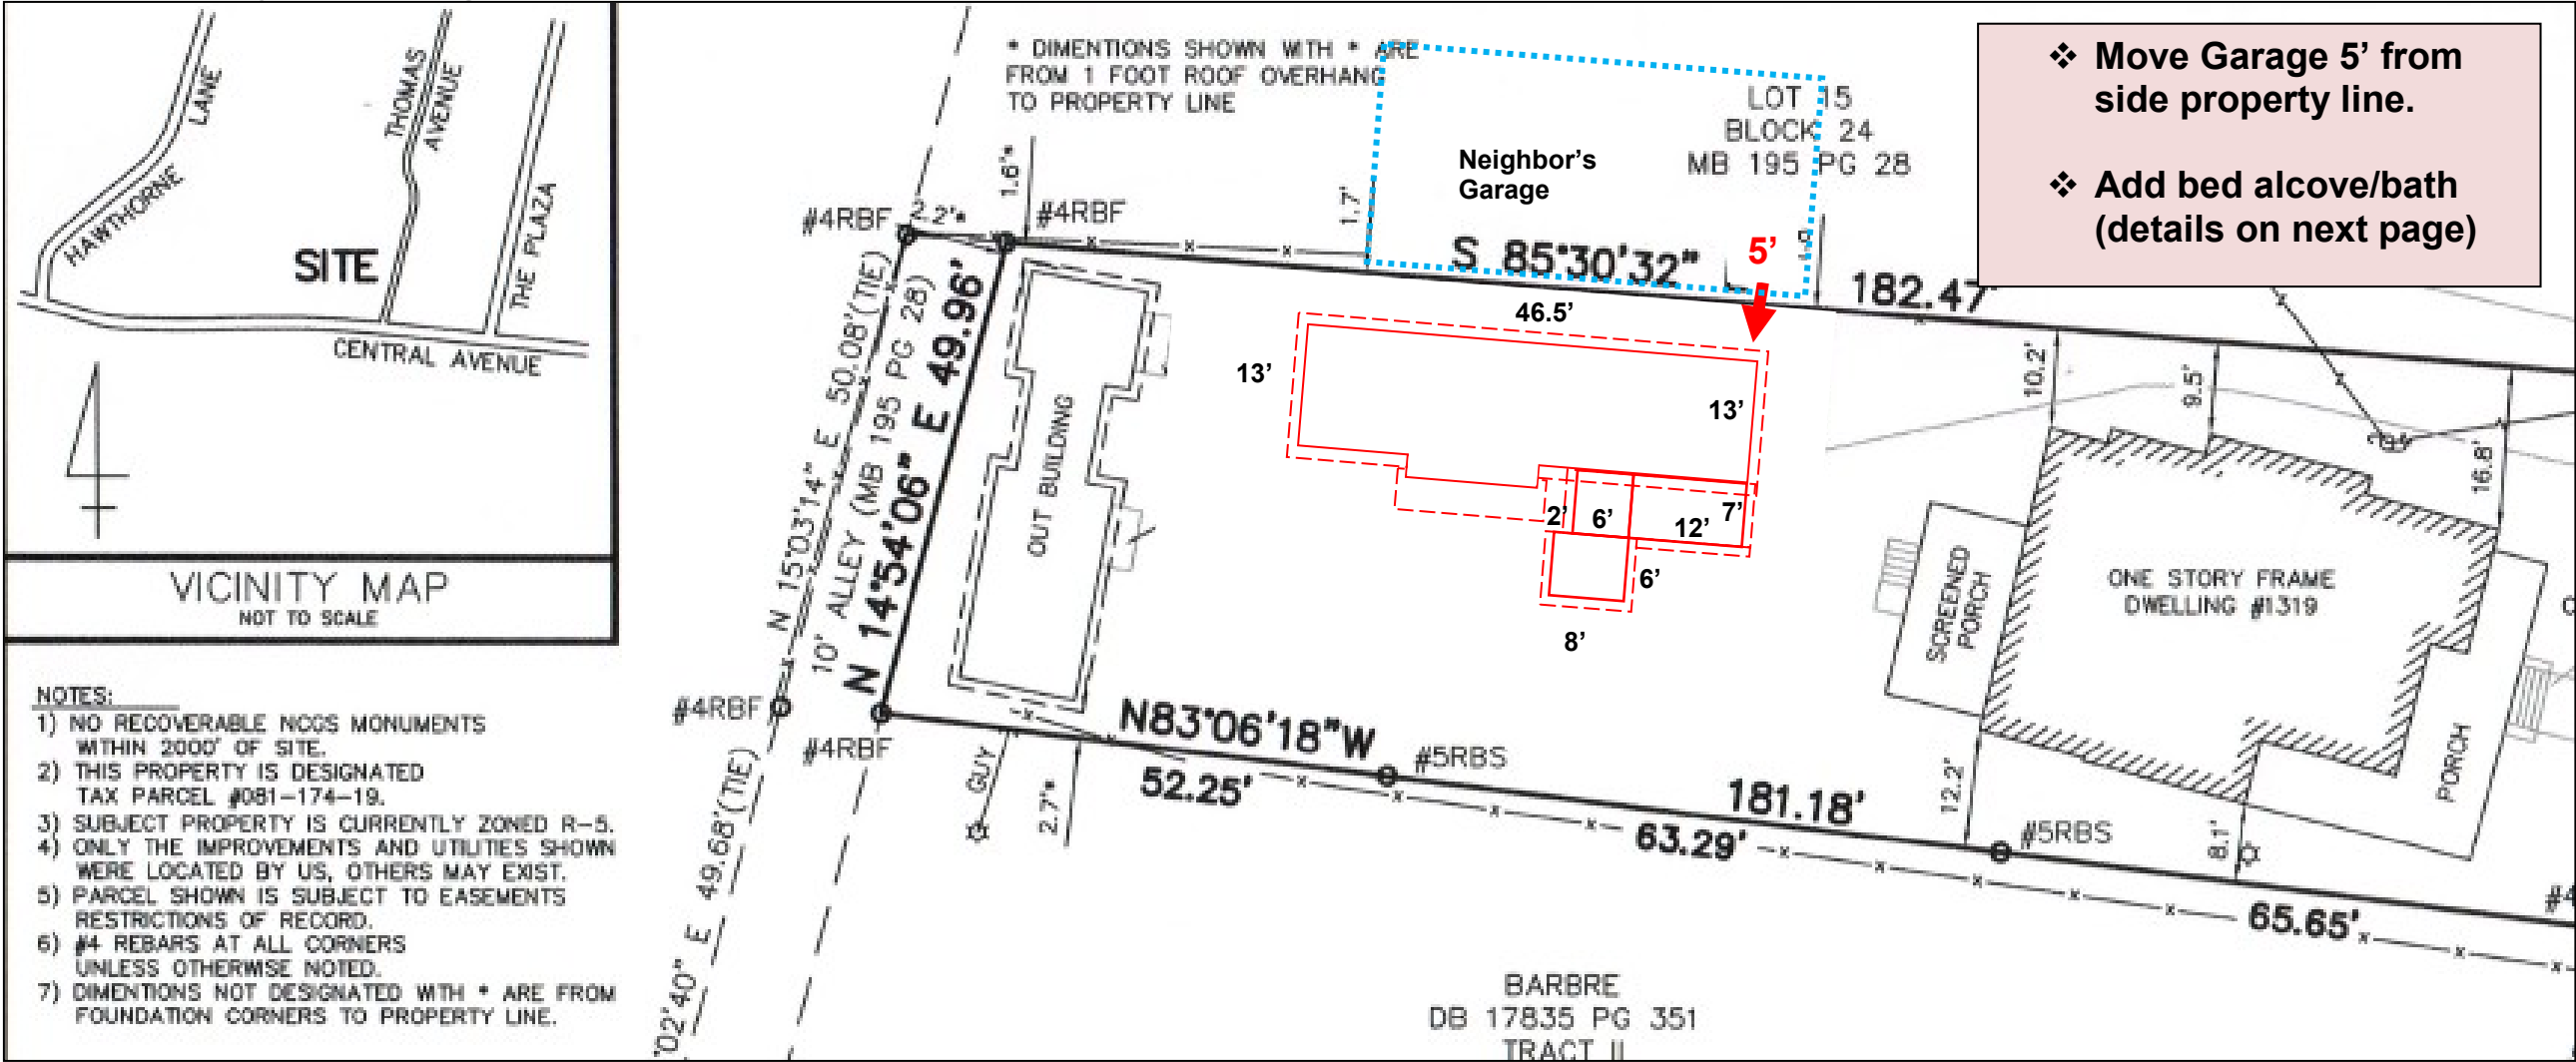 HAWTHORNE
LANE
THOMAS
AVENUE
THE PLAZA
SITE
CENTRAL AVENUE
VICINITY MAP
NOT TO SCALE
NOTES:
1) NO RECOVERABLE NCGS MONUMENTS
WITHIN 2000' OF SITE.
2) THIS PROPERTY IS DESIGNATED
TAX PARCEL #081-174-19.
3) SUBJECT PROPERTY IS CURRENTLY ZONED R-5.
4) ONLY THE IMPROVEMENTS AND UTILITIES SHOWN
WERE LOCATED BY US, OTHERS MAY EXIST.
5) PARCEL SHOWN IS SUBJECT TO EASEMENTS
RESTRICTIONS OF RECORD.
6) #4 REBARS AT ALL CORNERS
UNLESS OTHERWISE NOTED.
7) DIMENTIONS NOT DESIGNATED WITH * ARE FROM
FOUNDATION CORNERS TO PROPERTY LINE.
* DIMENTIONS SHOWN WITH * ARE
FROM 1 FOOT ROOF OVERHANG
TO PROPERTY LINE
❖ Move Garage 5’ from
side property line.
❖ Add bed alcove/bath
(details on next page)
LOT 15
BLOCK 24
MB 195 PG 28
Neighbor’s
Garage
1.6'*
1.7'
#4RBF
2.2'*
#4RBF
S 85°30'32"
5’
182.47'
46.5’
13’
13’
2’
6’
12’
7’
6’
8’
N 15°03'14" E 50.08'(TIE)
10' ALLEY (MB 195 PG 28)
N 14°54'06" E 49.96'
OUT BUILDING
10.2'
9.5'
16.8'
SCREENED
PORCH
ONE STORY FRAME
DWELLING #1319
PORCH
#4RBF
#4RBF
GUY
2.7'*
N83°06'18"W
52.25'
#5RBS
181.18'
63.29'
12.2'
#5RBS
8.1'
65.65'
#4
02'40" E 49.68'(TIE)
BARBRE
DB 17835 PG 351
TRACT II